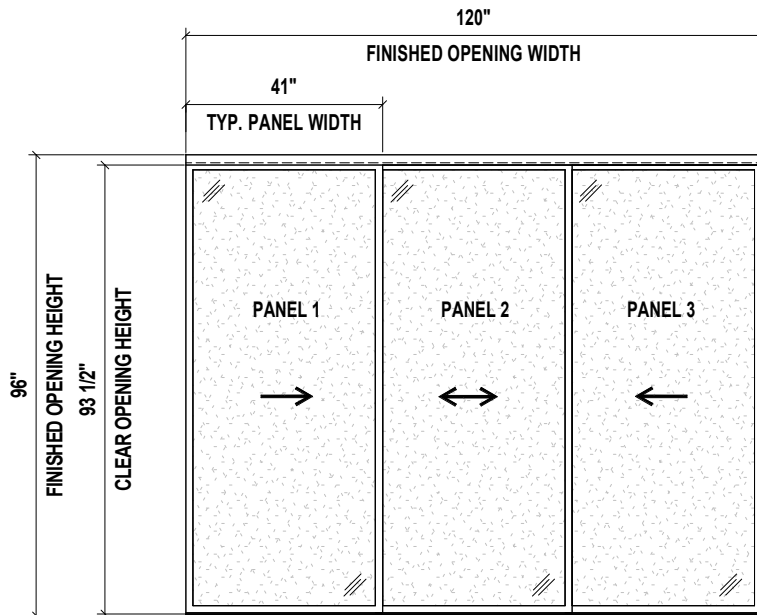 120"
FINISHED OPENING WIDTH
41"
TYP. PANEL WIDTH
96"
FINISHED OPENING HEIGHT
93 1/2"
CLEAR OPENING HEIGHT
PANEL 1
PANEL 2
PANEL 3